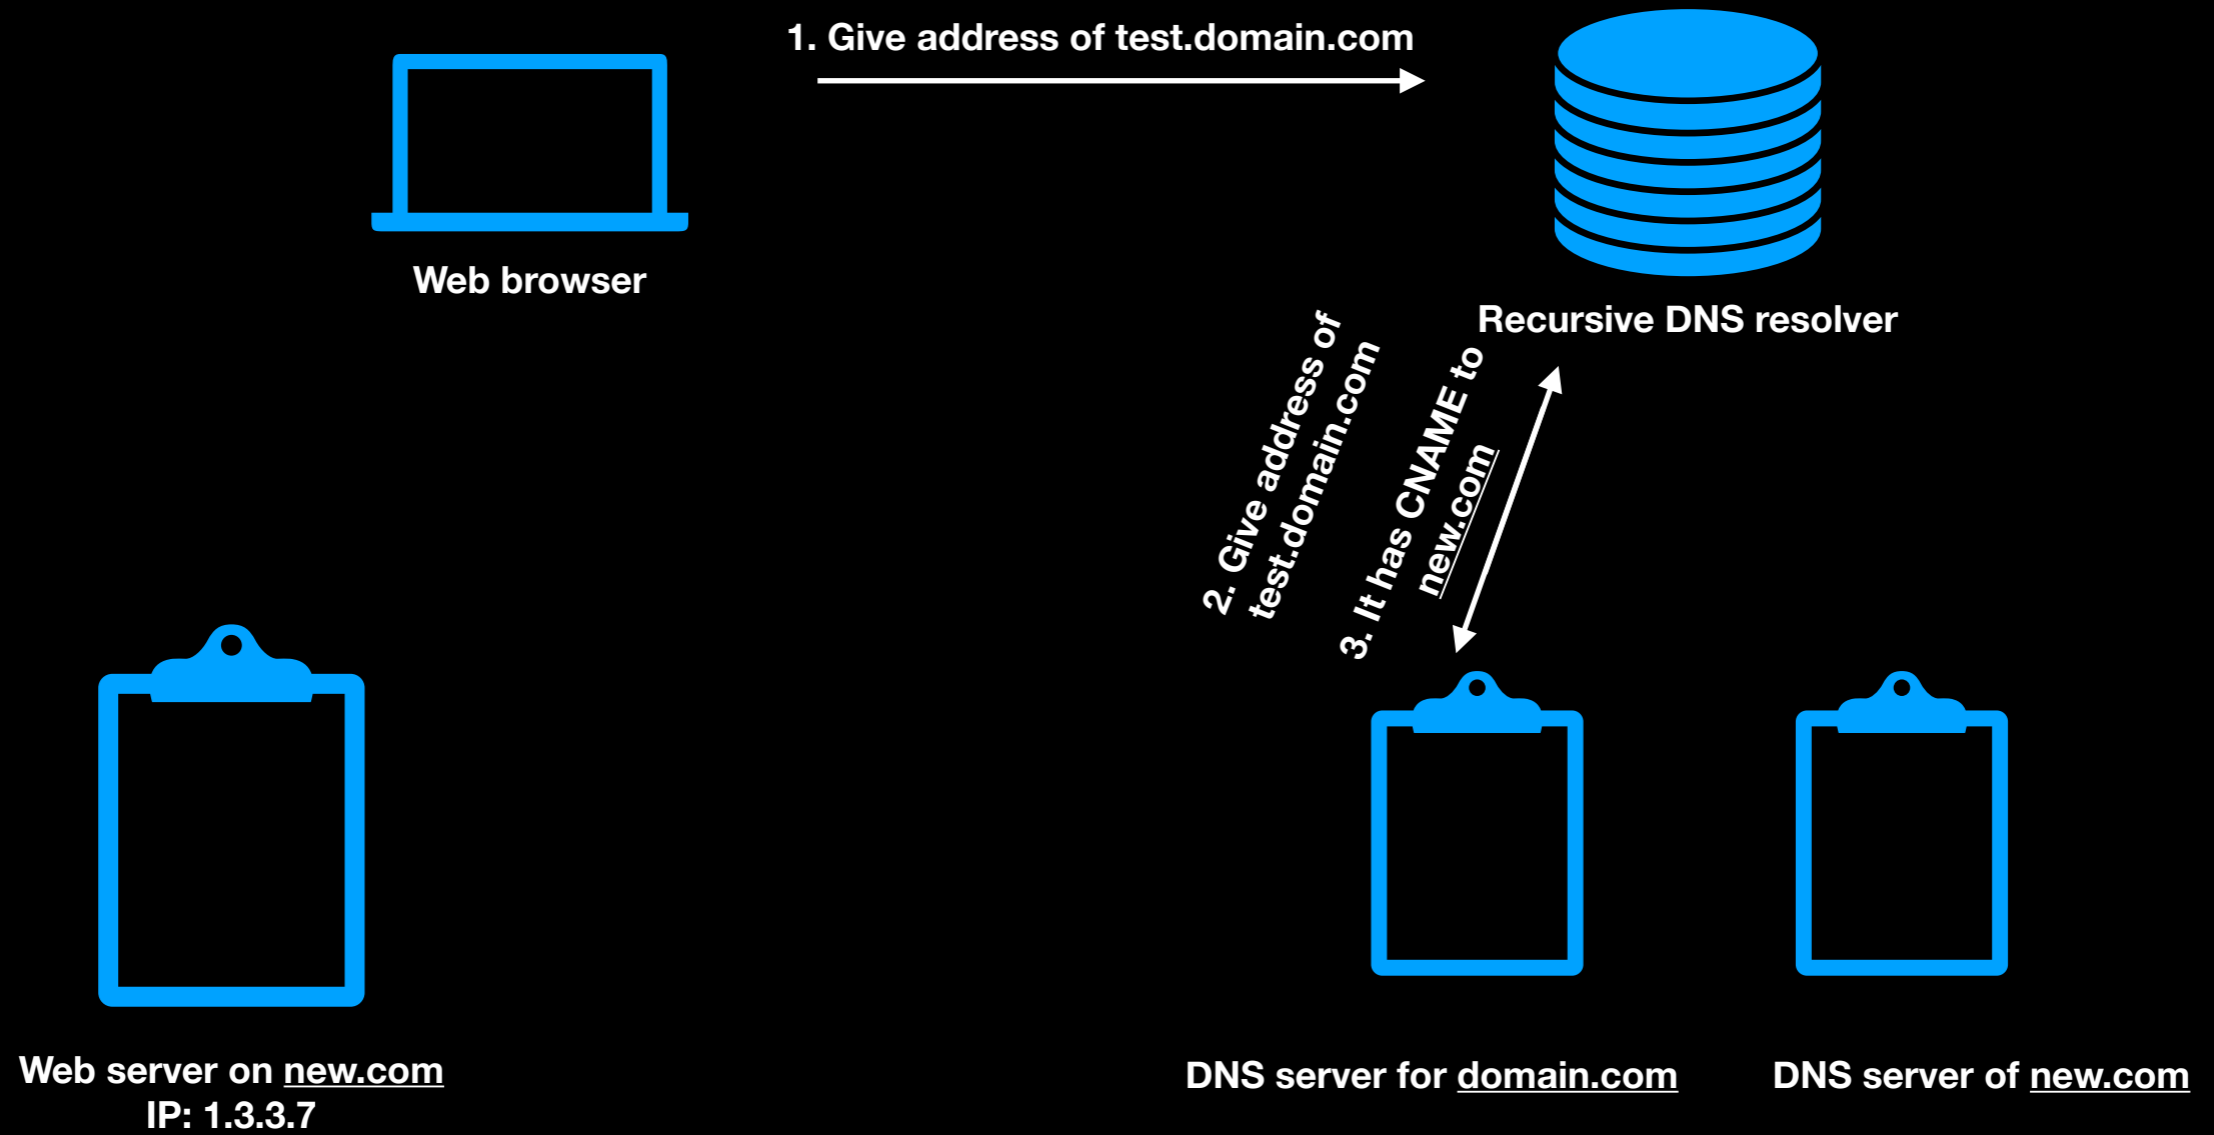 1. Give address of test.domain.com
Web browser
Recursive DNS resolver
2. Give address of
test.domain.com
3. It has CNAME to
new.com
Web server on new.com
IP: 1.3.3.7
DNS server for domain.com
DNS server of new.com